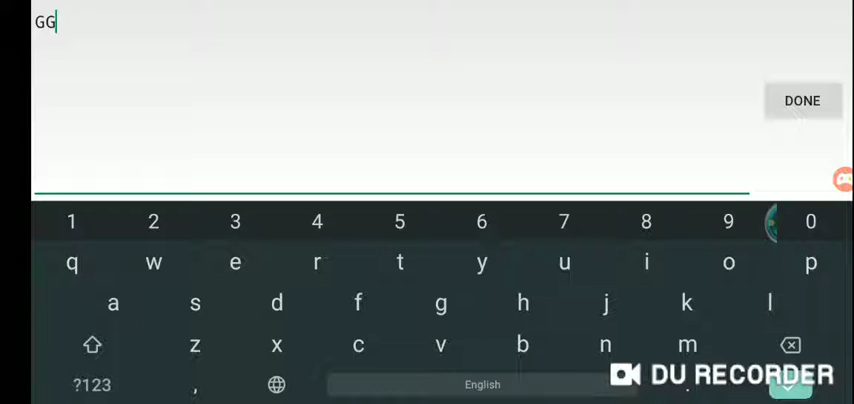 GG
DONE
1 2 3 4 5 6 7 8 9 0
q w e r t y u i o p
a s d f g h j k l
z x c v b n m
?123 , English .
DU RECORDER